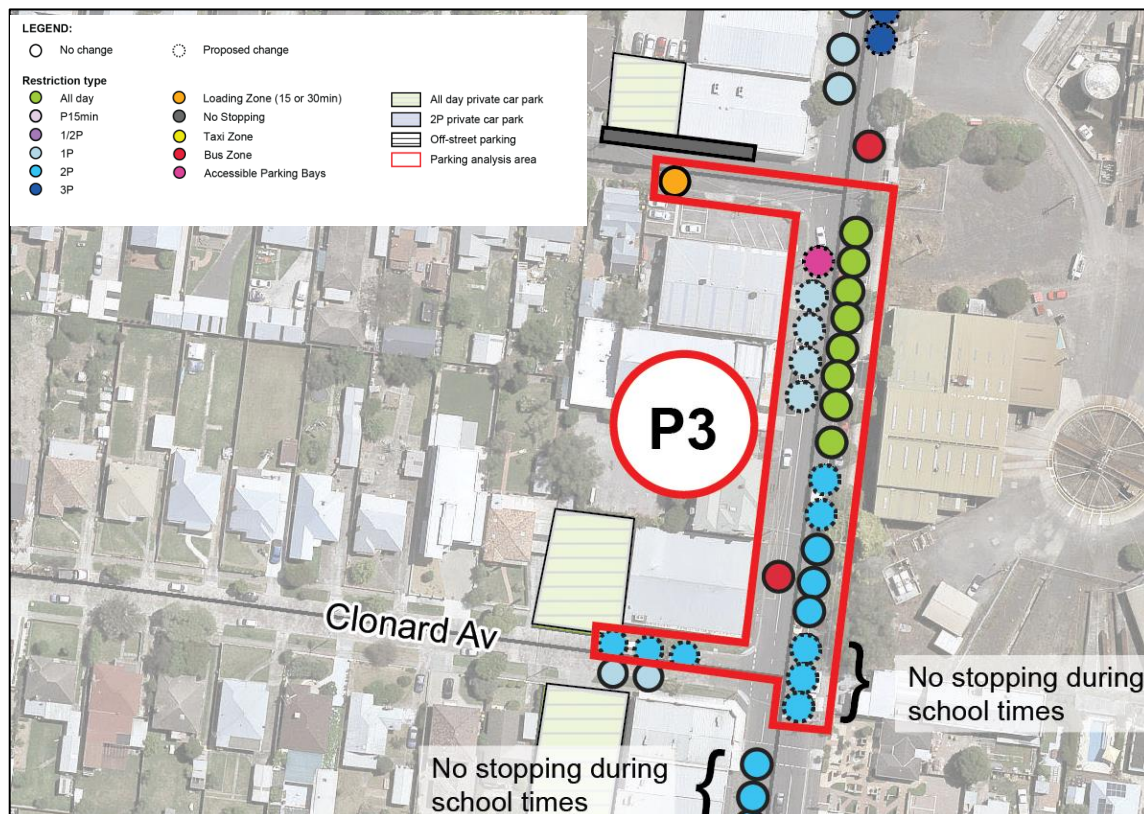 LEGEND:
No change
Proposed change
Restriction type
All day
P15min
1/2P
1P
2P
3P
Loading Zone (15 or 30min)
No Stopping
Taxi Zone
Bus Zone
Accessible Parking Bays
All day private car park
2P private car park
Off-street parking
Parking analysis area
P3
Clonard Av
No stopping during
school times
No stopping during
school times